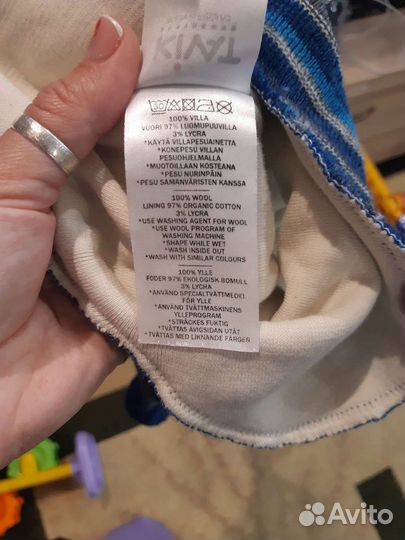 30
100% VILLA
VUORI 97% LUOMUPUUVILLA
3% LYCRA
*KÄYTÄ VILLAPESUAINETTA
*KONEPESU VILLAN
PESUOHJELMALLA
*MUOTOILLAAN KOSTEANA
*PESU NURINPÄIN
*PESU SAMANVÄRISTEN KANSSA
100% WOOL
LINING 97% ORGANIC COTTON
3% LYCRA
*USE WASHING AGENT FOR WOOL
*USE WOOL PROGRAM OF
WASHING MACHINE
*SHAPE WHILE WET
*WASH INSIDE OUT
WASH WITH SIMILAR COLOURS
100% YLLE
FODER 97% EKOLOGISK BOMULL
3% LYCRA
*ANVÄND SPECIALTVÄTTMEDEL
FÖR YLLE
*ANVÄND TVÄTTMASKINENS
YLLEPROGRAM
*STRÄCKES FUKTIG
*TVÄTTAS AVIGSIDAN UTÅT
*TVÄTTAS MED LIKNANDE FÄRGER
Avito